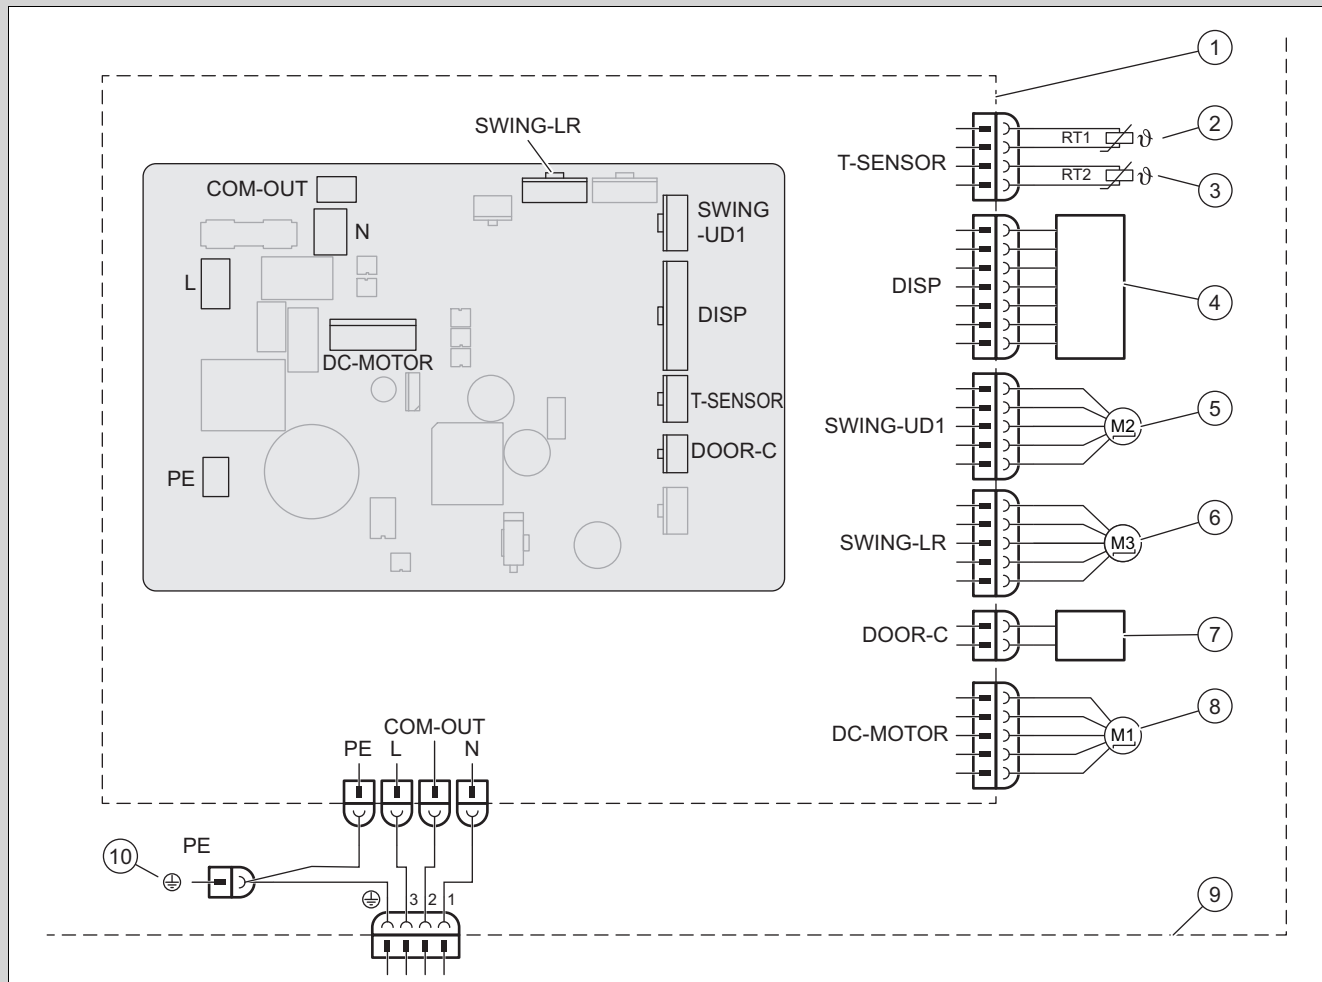 1
SWING-LR
RT1
ϑ
2
T-SENSOR
RT2
ϑ
3
COM-OUT
N
SWING
-UD1
L
DISP
DISP
4
DC-MOTOR
T-SENSOR
SWING-UD1
M2
5
DOOR-C
PE
SWING-LR
M3
6
DOOR-C
7
DC-MOTOR
M1
8
COM-OUT
PE
L
N
PE
10
3
2
1
9